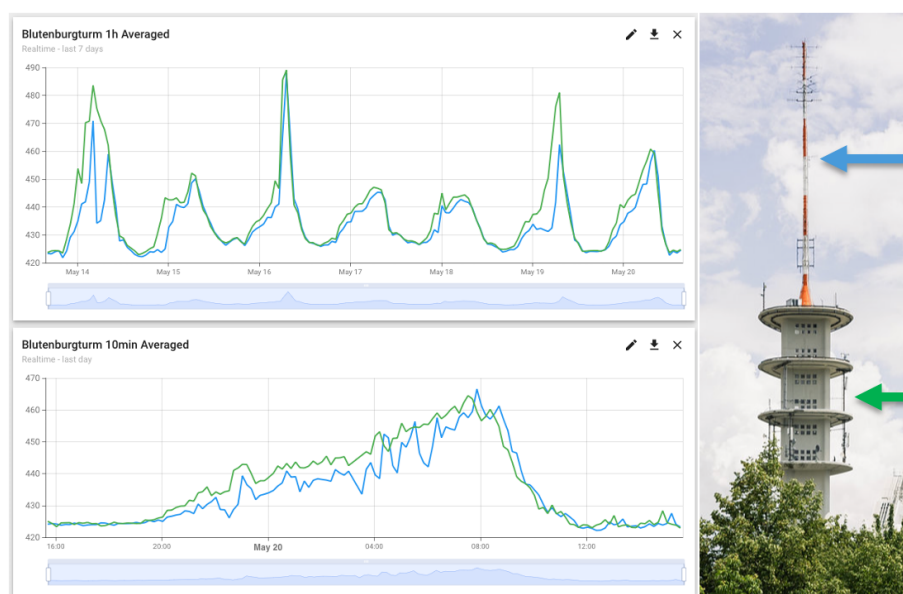 Blutenburgturm 1h Averaged
Realtime - last 7 days
490
480
470
460
450
440
430
420
May 14 May 15 May 16 May 17 May 18 May 19 May 20
Blutenburgturm 10min Averaged
Realtime - last day
470
460
450
440
430
420
16:00 20:00 May 20 04:00 08:00 12:00